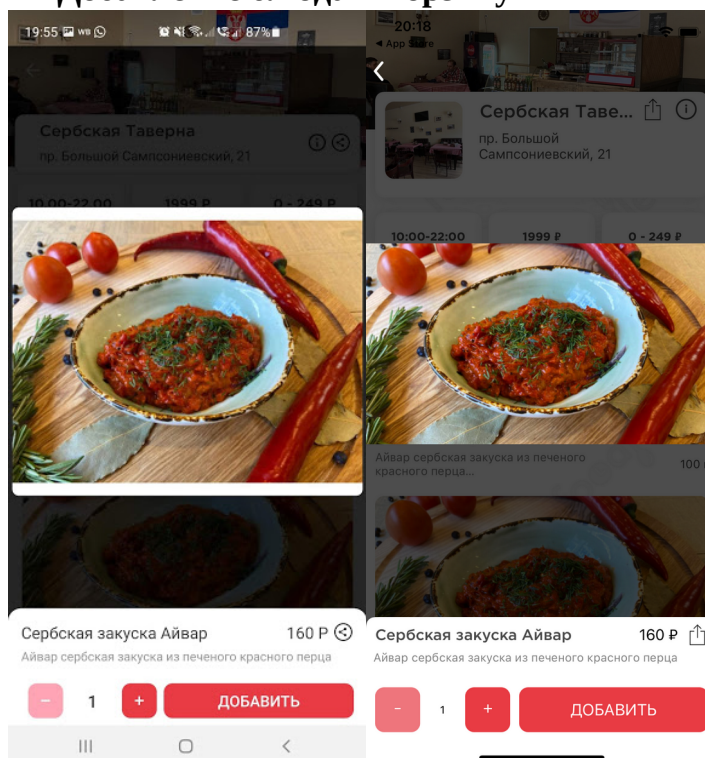 19:55 WB 87%
Сербская Таверна
пр. Большой Сампсониевский, 21
10.00-22.00 1999 ₽ 0 - 249 ₽
Сербская закуска Айвар 160 Р
Айвар сербская закуска из печеного красного перца
− 1 + ДОБАВИТЬ
20:18
◂ App Store
Сербская Таве...
пр. Большой
Сампсониевский, 21
10:00-22:00 1999 ₽ 0 - 249 ₽
Айвар сербская закуска из печеного
красного перца... 100
Сербская закуска Айвар 160 ₽
Айвар сербская закуска из печеного красного перца
- 1 + ДОБАВИТЬ